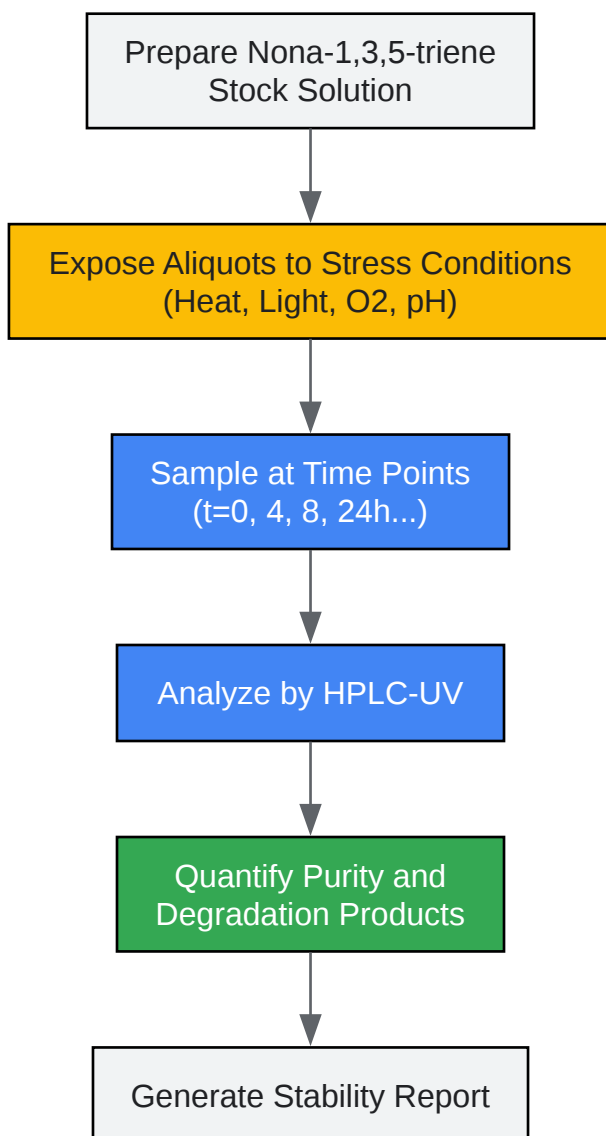 Prepare Nona-1,3,5-triene
Stock Solution
Expose Aliquots to Stress Conditions
(Heat, Light, O2, pH)
Sample at Time Points
(t=0, 4, 8, 24h...)
Analyze by HPLC-UV
Quantify Purity and
Degradation Products
Generate Stability Report